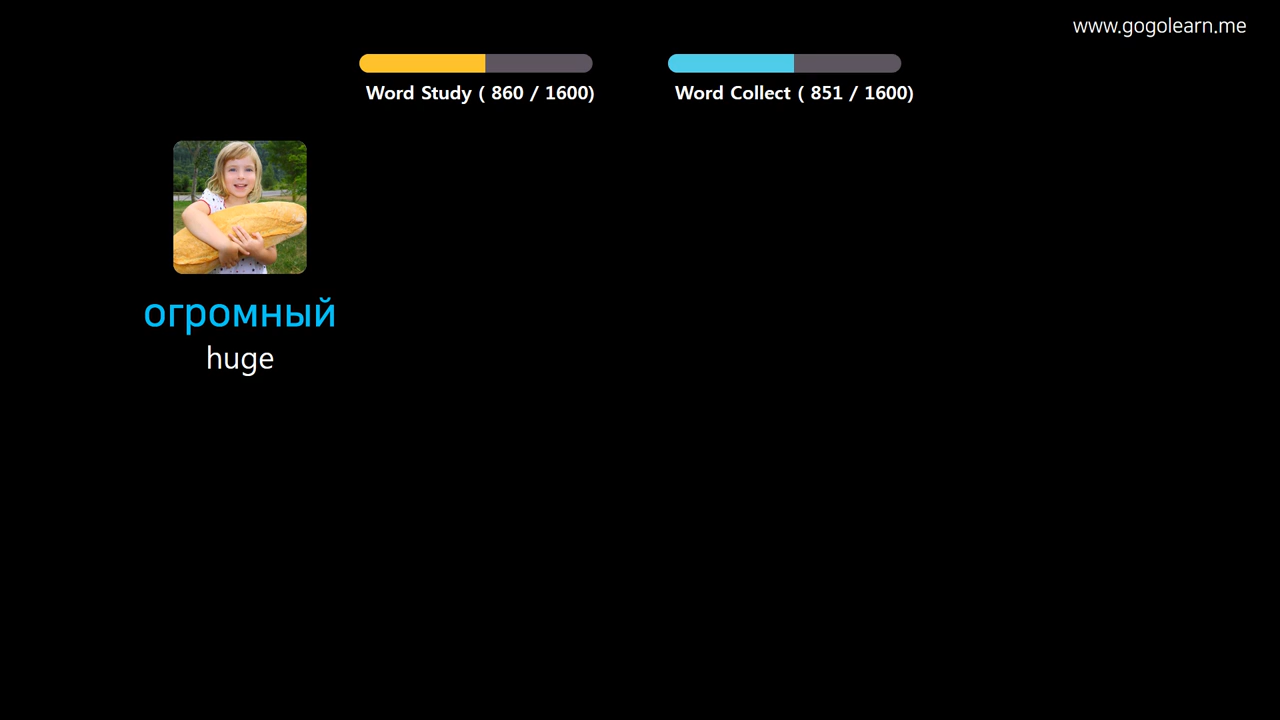 www.gogolearn.me
Word Study ( 860 / 1600)
Word Collect ( 851 / 1600)
огромный
huge